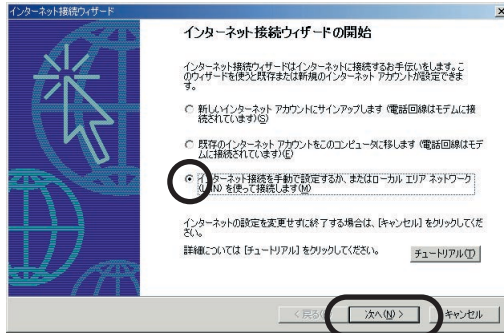 インターネット接続ウィザード
インターネット接続ウィザードの開始
インターネット接続ウィザードはインターネットに接続するお手伝いをします。こ
のウィザードを使うと既存または新規のインターネット アカウントが設定できま
す。
新しいインターネット アカウントにサインアップします (電話回線はモデムに接
続されています)(S)
既存のインターネット アカウントをこのコンピュータに移します (電話回線はモデ
ムに接続されています)(E)
インターネット接続を手動で設定するか、またはローカル エリア ネットワーク
(LAN) を使って接続します(M)
インターネットの設定を変更せずに終了する場合は、[キャンセル] をクリックしてくだ
さい。
詳細については [チュートリアル] をクリックしてください。
チュートリアル(T)
< 戻る
次へ(N) >
キャンセル